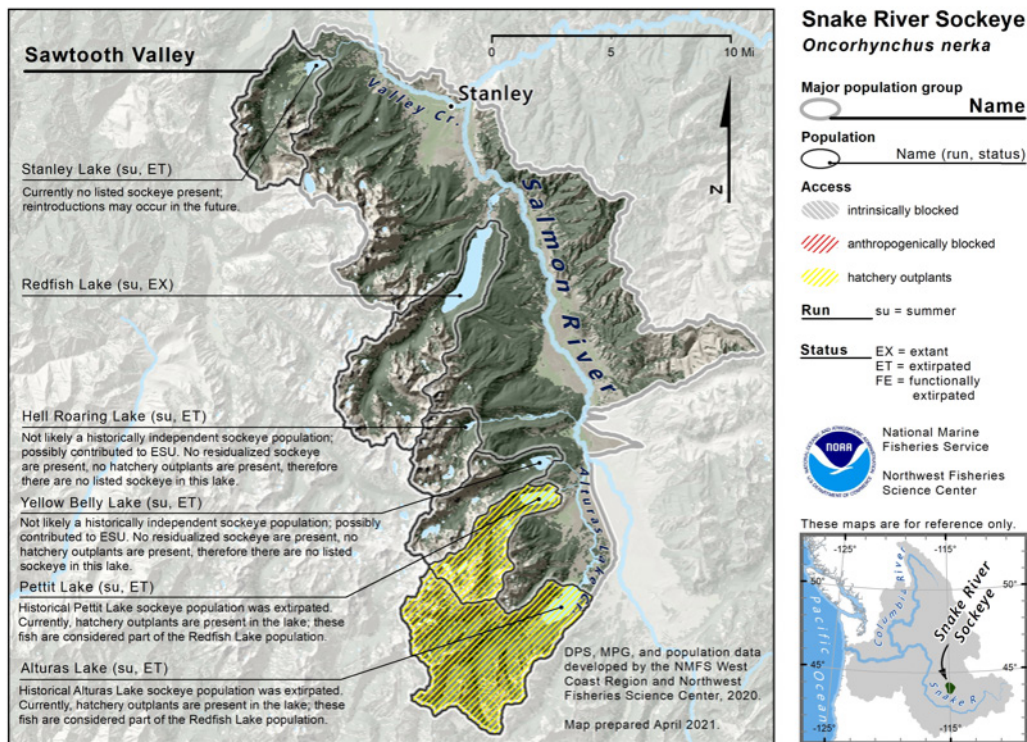 Sawtooth Valley
0 5 10 Mi
Stanley
Valley Cr.
N
Salmon River
Stanley Lake (su, ET)
Currently no listed sockeye present;
reintroductions may occur in the future.
Redfish Lake (su, EX)
Hell Roaring Lake (su, ET)
Not likely a historically independent sockeye population;
possibly contributed to ESU. No residualized sockeye
are present, no hatchery outplants are present, therefore
there are no listed sockeye in this lake.
Yellow Belly Lake (su, ET)
Not likely a historically independent sockeye population; possibly
contributed to ESU. No residualized sockeye are present, no
hatchery outplants are present, therefore there are no listed
sockeye in this lake.
Pettit Lake (su, ET)
Historical Pettit Lake sockeye population was extirpated.
Currently, hatchery outplants are present in the lake; these
fish are considered part of the Redfish Lake population.
Alturas Lake (su, ET)
Historical Alturas Lake sockeye population was extirpated.
Currently, hatchery outplants are present in the lake; these
fish are considered part of the Redfish Lake population.
Alturas Lake Cr.
DPS, MPG, and population data
developed by the NMFS West
Coast Region and Northwest
Fisheries Science Center, 2020.
Map prepared April 2021.
Snake River Sockeye
Oncorhynchus nerka
Major population group
Name
Population
Name (run, status)
Access
intrinsically blocked
anthropogenically blocked
hatchery outplants
Run su = summer
Status EX = extant
ET = extirpated
FE = functionally
extirpated
NOAA
National Marine
Fisheries Service
Northwest Fisheries
Science Center
These maps are for reference only.
-125° -115°
50° 50°
Columbia River
Snake River
Sockeye
Pacific Ocean
45° 45°
Snake R
-125° -115°